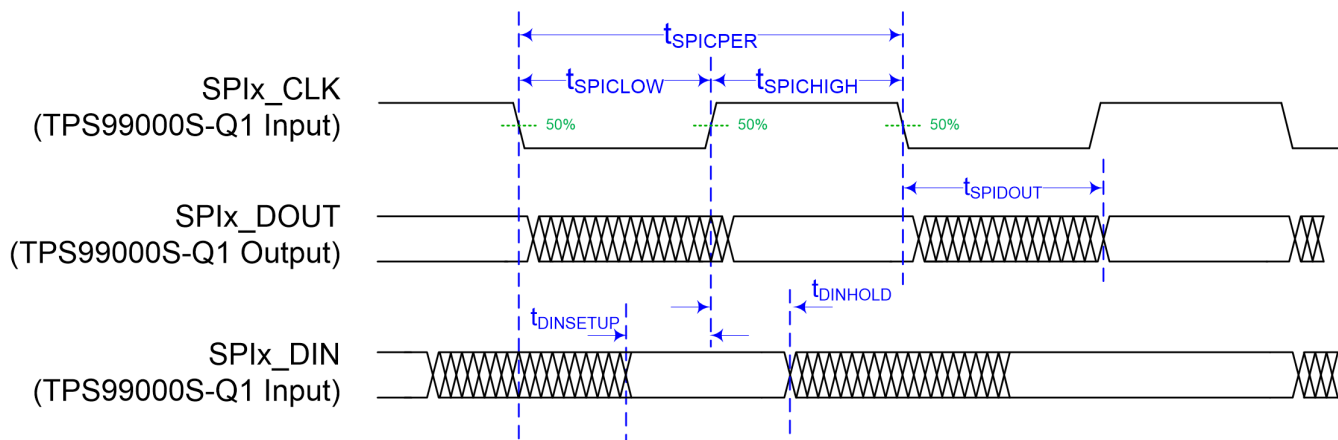 tSPICPER
tSPICLOW
tSPICHIGH
SPIx_CLK
(TPS99000S-Q1 Input)
50%
50%
50%
tSPIDOUT
SPIx_DOUT
(TPS99000S-Q1 Output)
tDINHOLD
tDINSETUP
SPIx_DIN
(TPS99000S-Q1 Input)